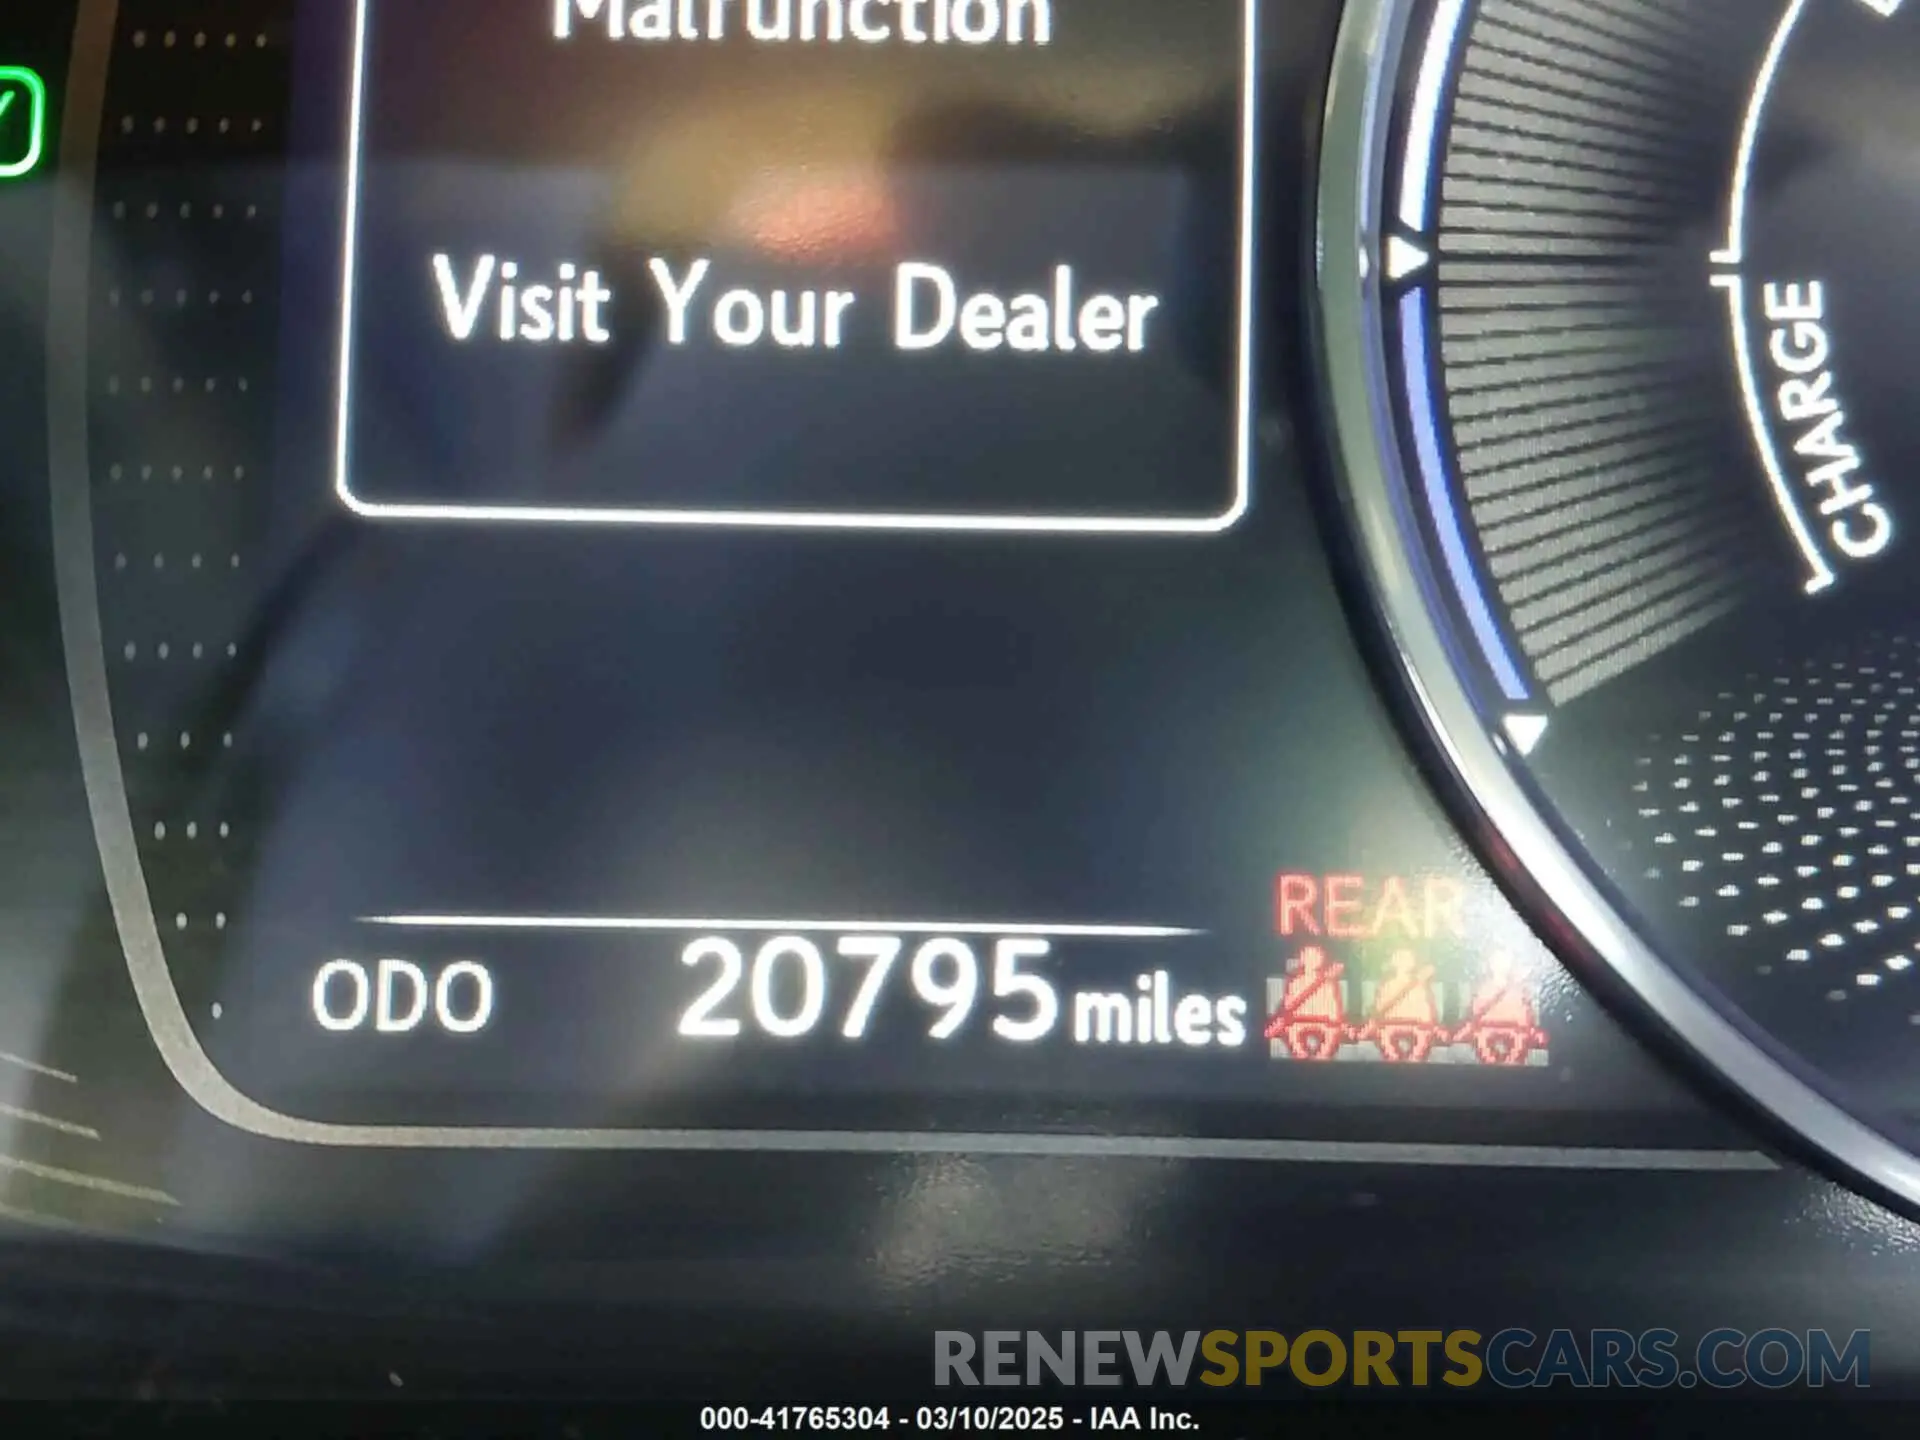 Malfunction
Visit Your Dealer
CHARGE
REAR
ODO 20795 miles
RENEWSPORTSCARS.COM
000-41765304 - 03/10/2025 - IAA Inc.